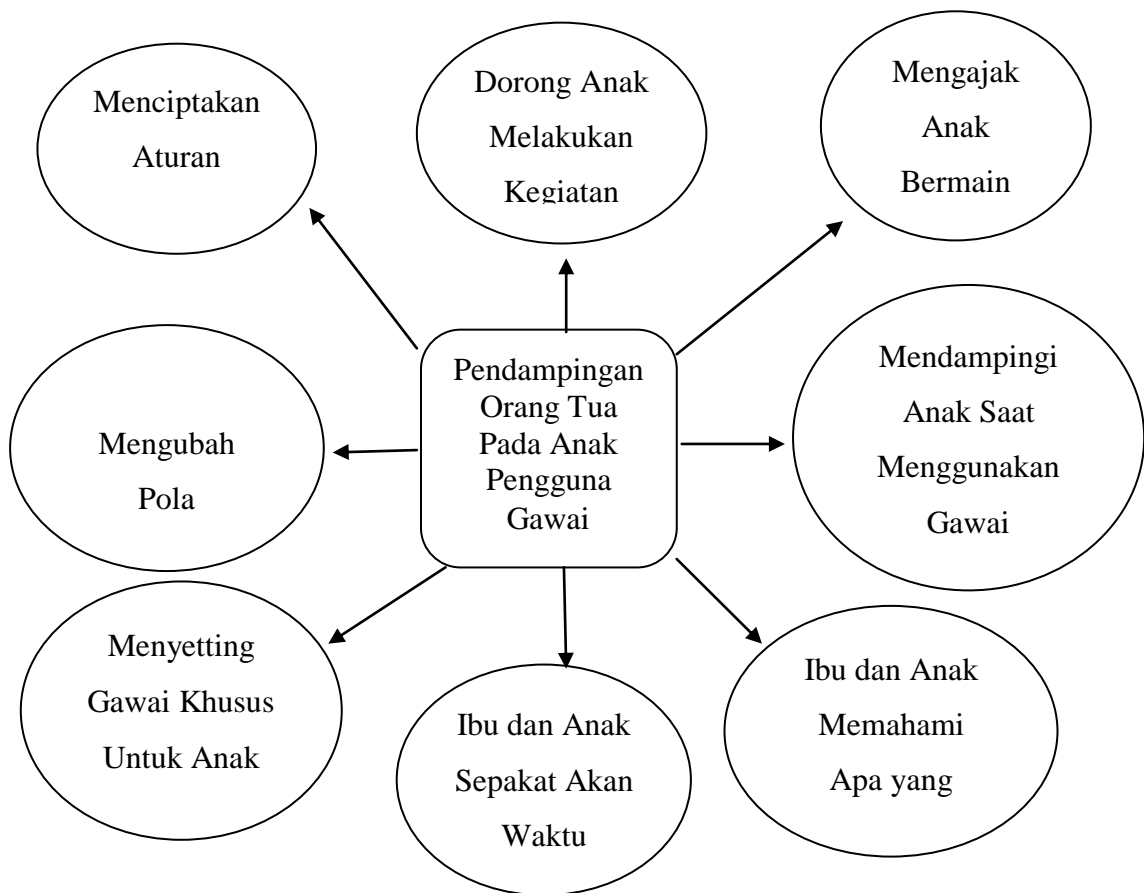 Menciptakan
Aturan
Dorong Anak
Melakukan
Kegiatan
Mengajak
Anak
Bermain
Mengubah
Pola
Pendampingan
Orang Tua
Pada Anak
Pengguna
Gawai
Mendampingi
Anak Saat
Menggunakan
Gawai
Menyetting
Gawai Khusus
Untuk Anak
Ibu dan Anak
Sepakat Akan
Waktu
Ibu dan Anak
Memahami
Apa yang